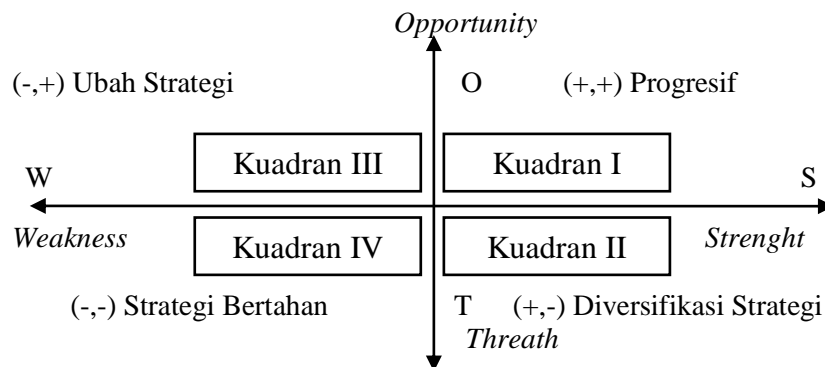 Opportunity
(-,+) Ubah Strategi
O
(+,+) Progresif
Kuadran III
Kuadran I
W
S
Weakness
Strenght
Kuadran IV
Kuadran II
(-,-) Strategi Bertahan
T
(+,-) Diversifikasi Strategi
Threath